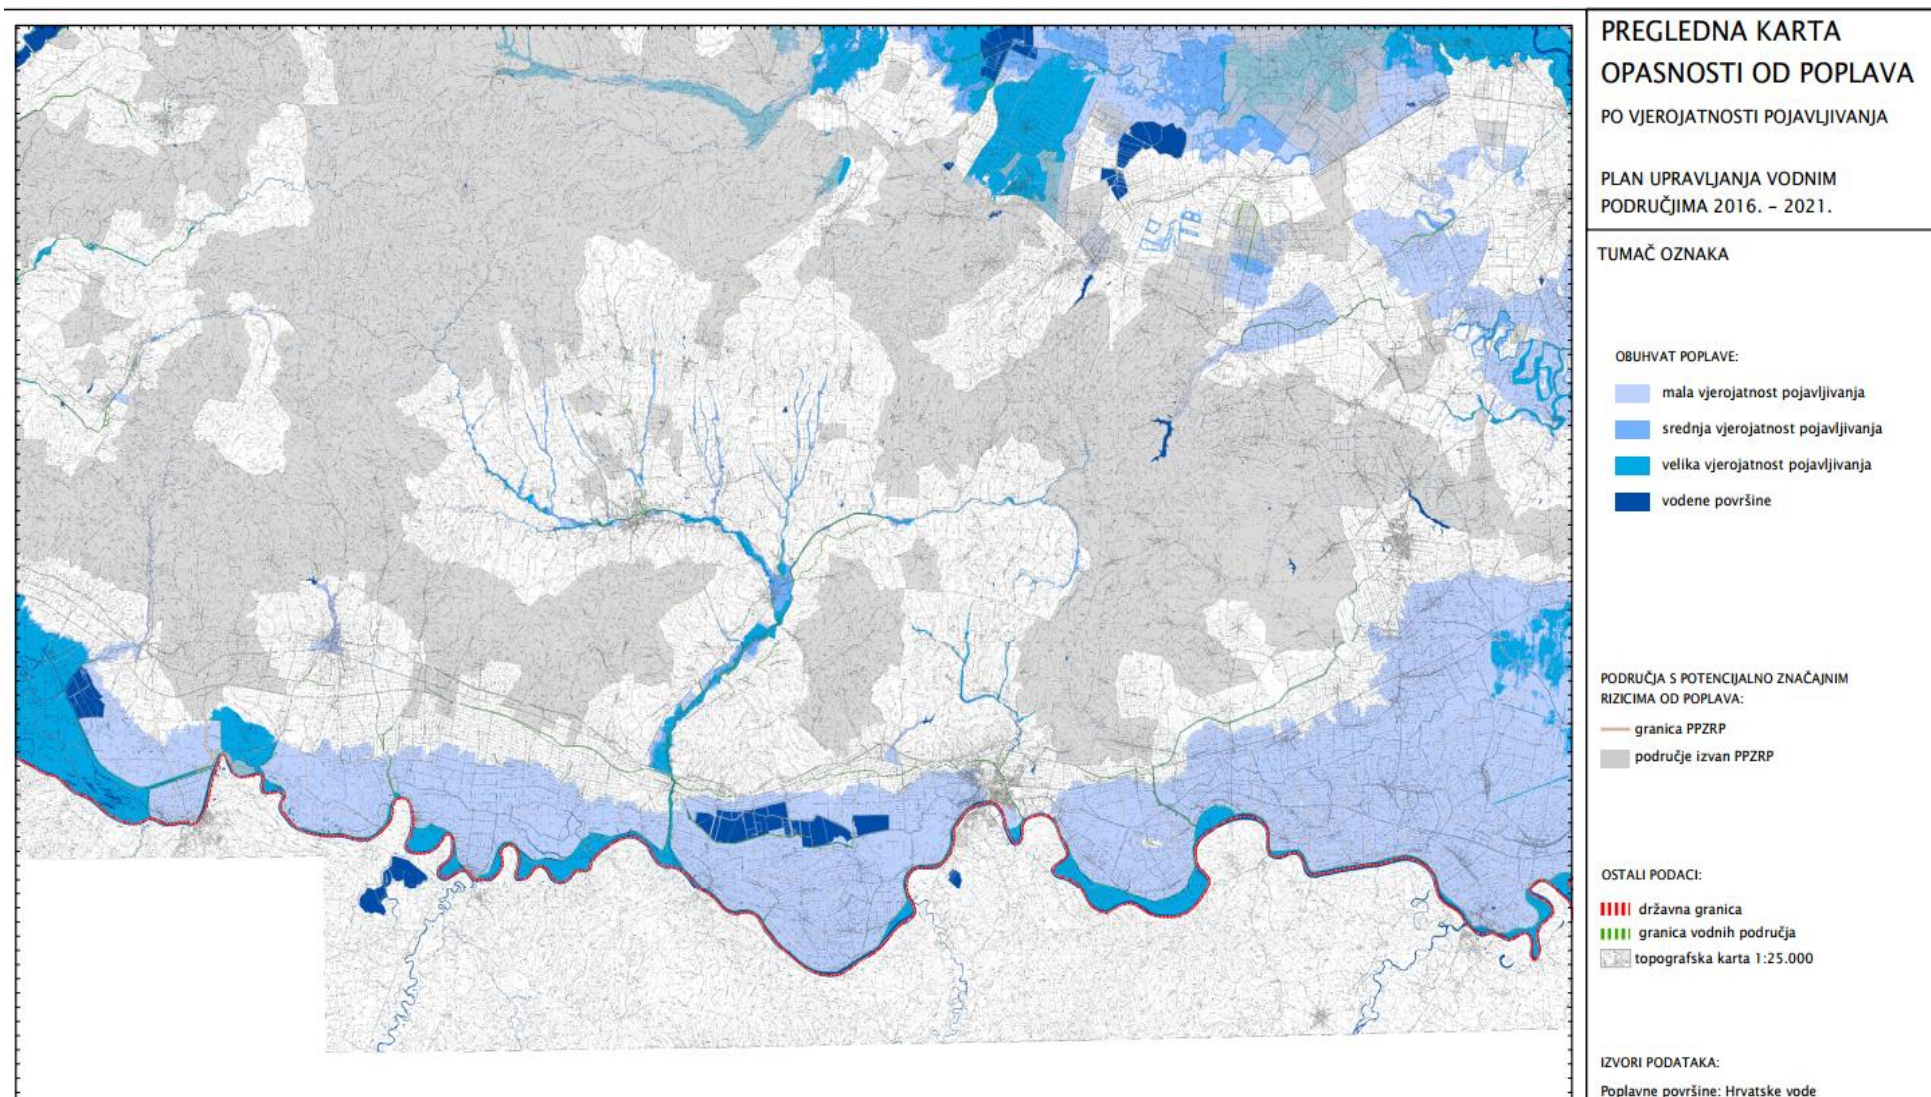 PREGLEDNA KARTA
OPASNOSTI OD POPLAVA
PO VJEROJATNOSTI POJAVLJIVANJA
PLAN UPRAVLJANJA VODNIM
PODRUČJIMA 2016. – 2021.
TUMAČ OZNAKA
OBUHVAT POPLAVE:
mala vjerojatnost pojavljivanja
srednja vjerojatnost pojavljivanja
velika vjerojatnost pojavljivanja
vodene površine
PODRUČJA S POTENCIJALNO ZNAČAJNIM
RIZICIMA OD POPLAVA:
granica PPZRP
područje izvan PPZRP
OSTALI PODACI:
državna granica
granica vodnih područja
topografska karta 1:25.000
IZVORI PODATAKA:
Poplavne površine: Hrvatske vode